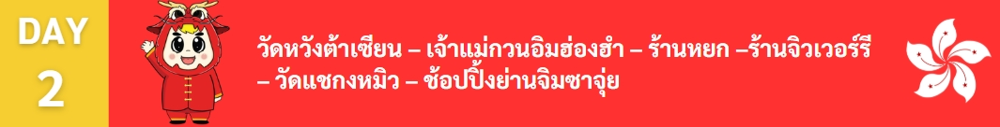 DAY
2
วัดหวังต้าเซียน – เจ้าแม่กวนอิมฮ่องฮำ – ร้านหยก –ร้านจิวเวอร์รี
– วัดแชกงหมิว – ช้อปปิ้งย่านจิมซาจุ่ย